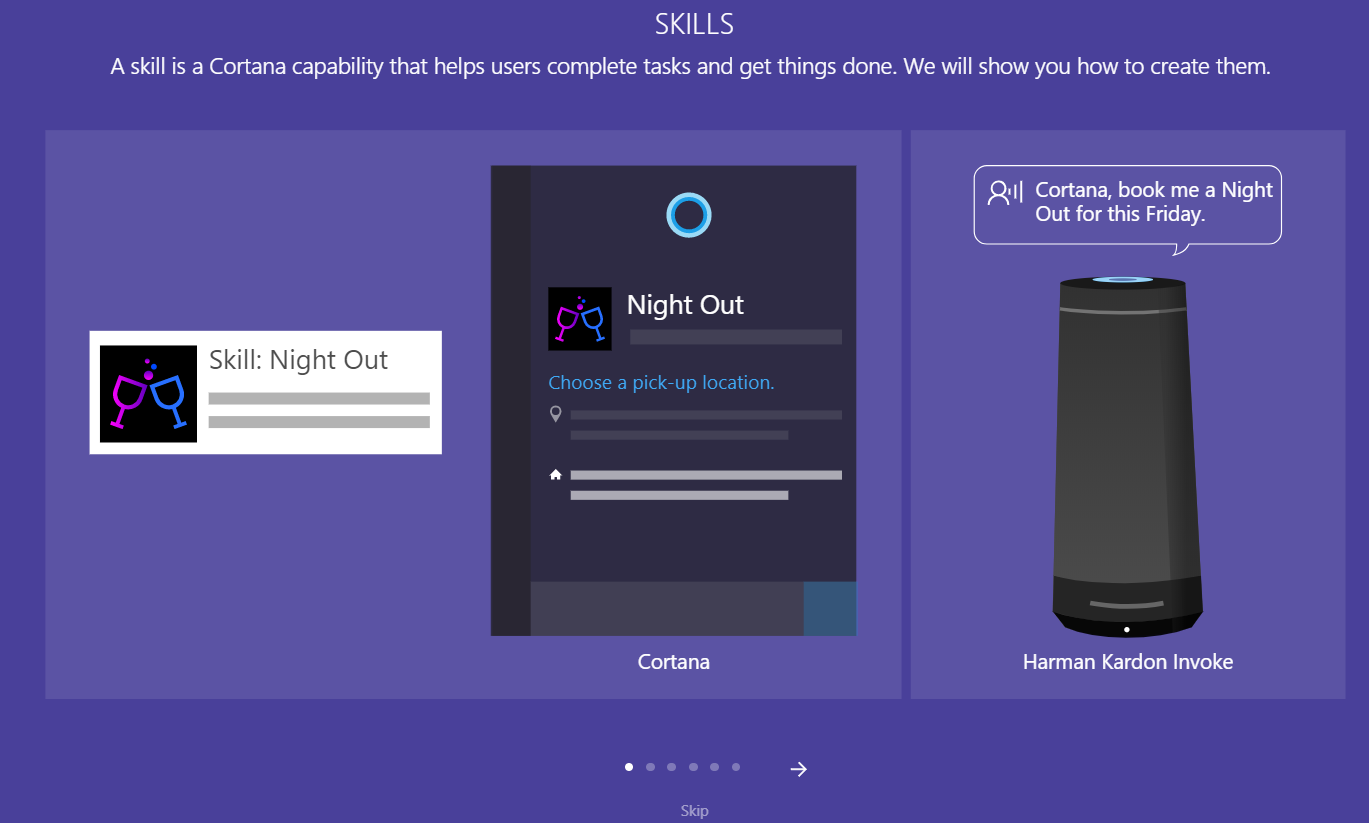 SKILLS
A skill is a Cortana capability that helps users complete tasks and get things done. We will show you how to create them.
Skill: Night Out
Night Out
Choose a pick-up location.
Cortana
Cortana, book me a Night
Out for this Friday.
Harman Kardon Invoke
Skip